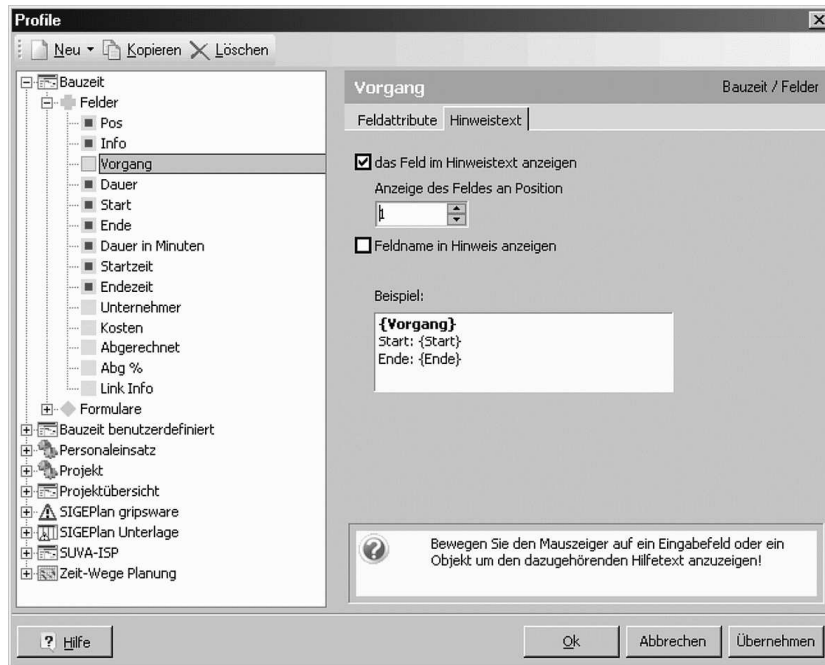 Profile
Neu Kopieren Löschen
Bauzeit
Felder
Pos
Info
Vorgang
Dauer
Start
Ende
Dauer in Minuten
Startzeit
Endezeit
Unternehmer
Kosten
Abgerechnet
Abg %
Link Info
Formulare
Bauzeit benutzerdefiniert
Personaleinsatz
Projekt
Projektübersicht
SIGEPlan gripsware
SIGEPlan Unterlage
SUVA-ISP
Zeit-Wege Planung
Vorgang Bauzeit / Felder
Feldattribute Hinweistext
das Feld im Hinweistext anzeigen
Anzeige des Feldes an Position
1
Feldname in Hinweis anzeigen
Beispiel:
{Vorgang}
Start: {Start}
Ende: {Ende}
Bewegen Sie den Mauszeiger auf ein Eingabefeld oder ein
Objekt um den dazugehörenden Hilfetext anzuzeigen!
? Hilfe Ok Abbrechen Übernehmen